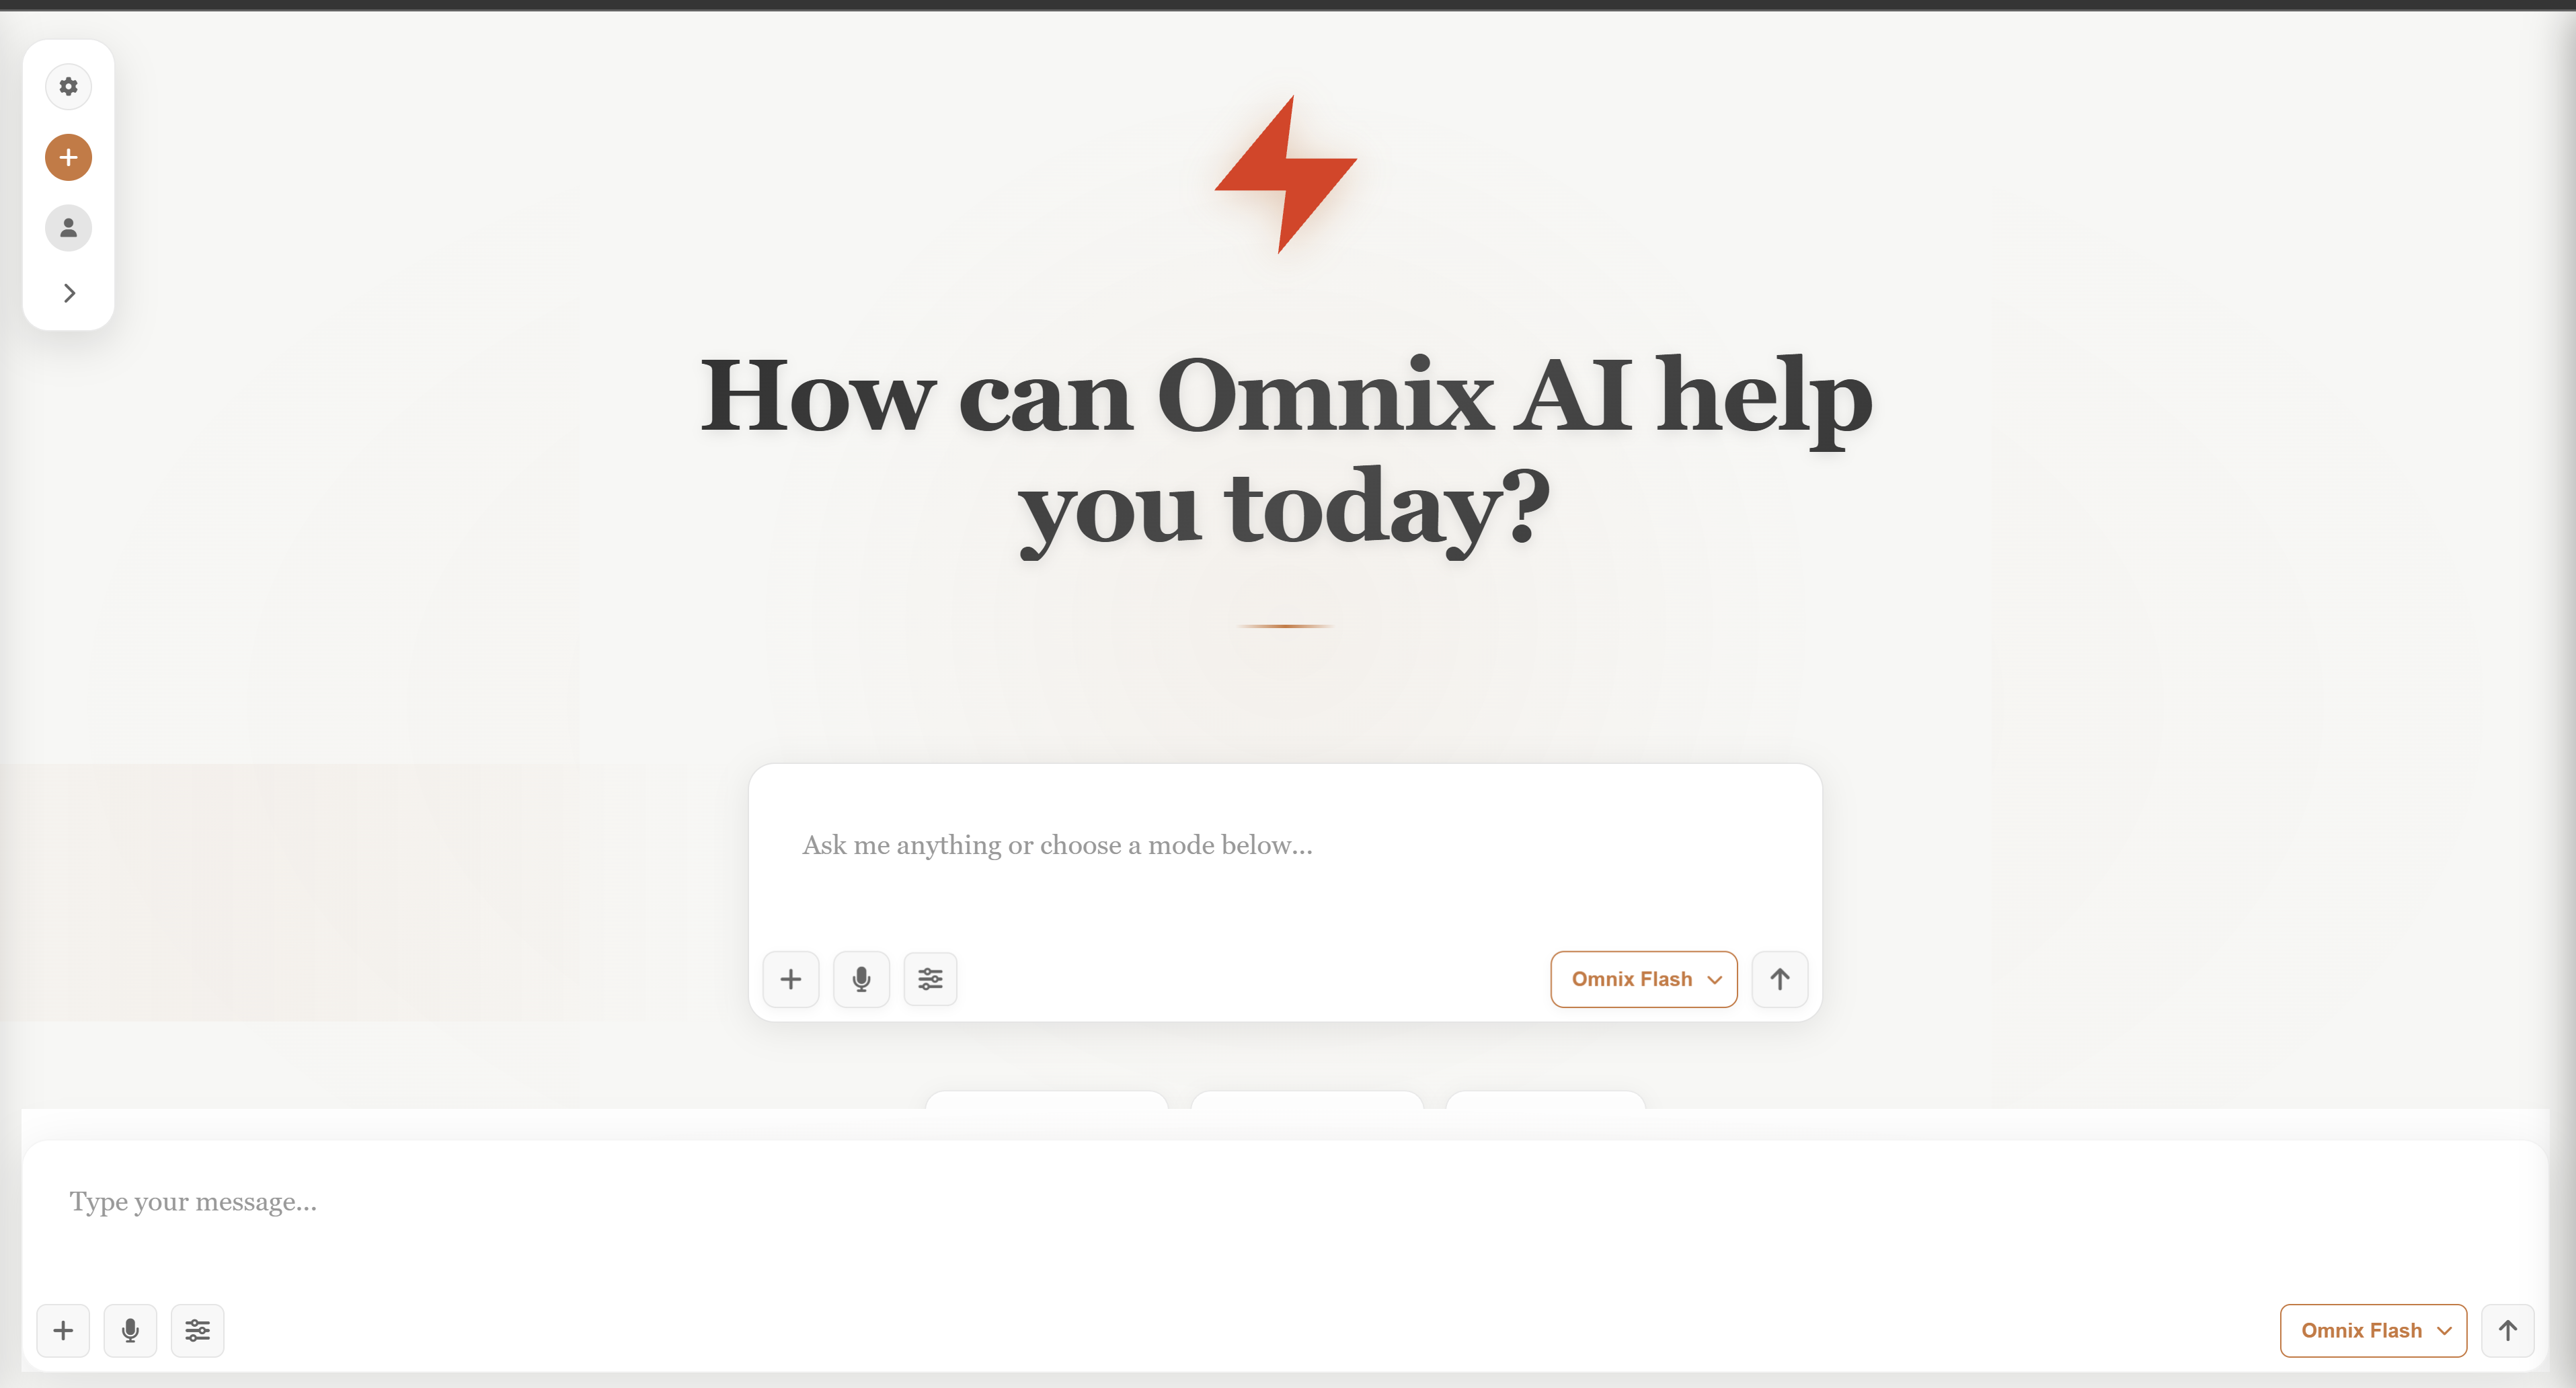 How can Omnix AI help
you today?
Ask me anything or choose a mode below...
Omnix Flash
Type your message...
Omnix Flash